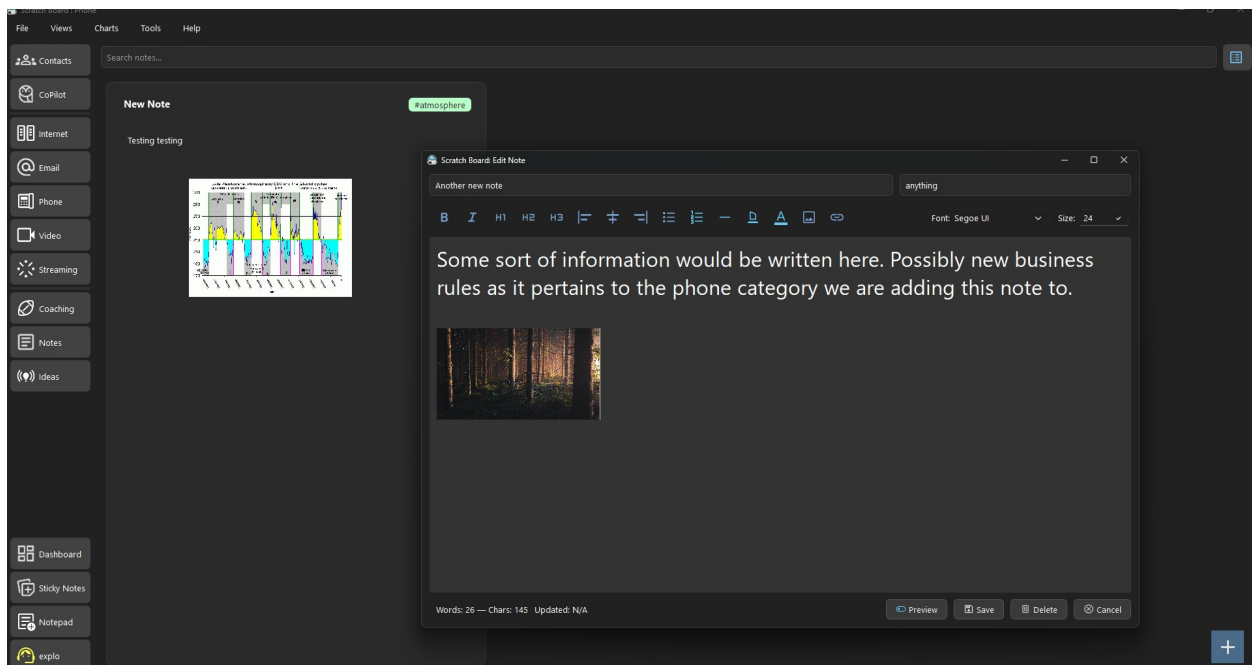 Scratch Board : Phone
File Views Charts Tools Help
Contacts
Search notes...
CoPilot
New Note
#atmosphere
Internet
Testing testing
Email
Phone
Video
Streaming
Coaching
Notes
Ideas
Dashboard
Sticky Notes
Notepad
explo
Scratch Board: Edit Note
Another new note
anything
B I H1 H2 H3
Font: Segoe UI
Size: 24
Some sort of information would be written here. Possibly new business
rules as it pertains to the phone category we are adding this note to.
Words: 26 — Chars: 145 Updated: N/A
Preview Save Delete Cancel